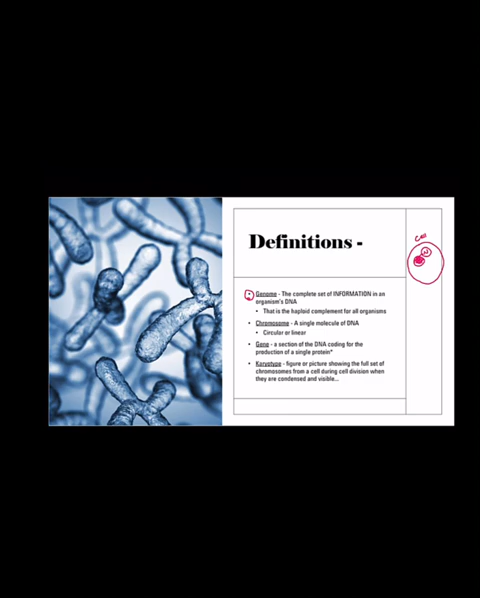 Definitions -
Cell
• Genome - The complete set of INFORMATION in an
organism's DNA
• That is the haploid complement for all organisms
• Chromosome - A single molecule of DNA
• Circular or linear
• Gene - a section of the DNA coding for the
production of a single protein*
• Karyotype - figure or picture showing the full set of
chromosomes from a cell during cell division when
they are condensed and visible...